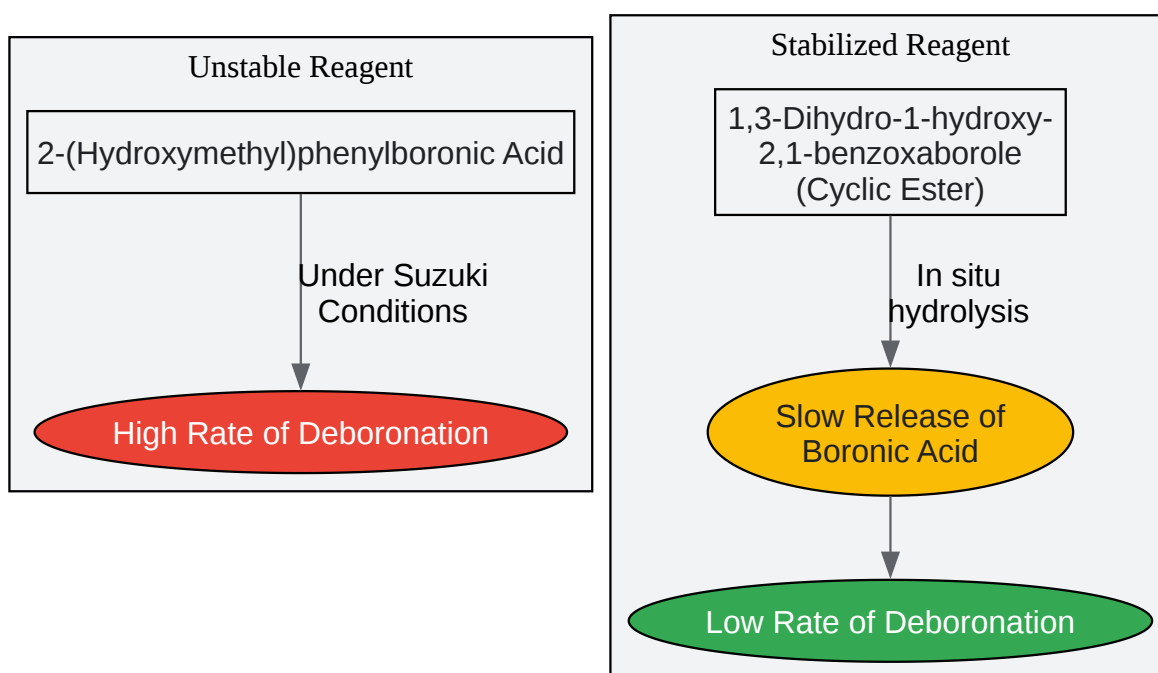 Unstable Reagent
2-(Hydroxymethyl)phenylboronic Acid
Under Suzuki
Conditions
High Rate of Deboronation
Stabilized Reagent
1,3-Dihydro-1-hydroxy-
2,1-benzoxaborole
(Cyclic Ester)
In situ
hydrolysis
Slow Release of
Boronic Acid
Low Rate of Deboronation